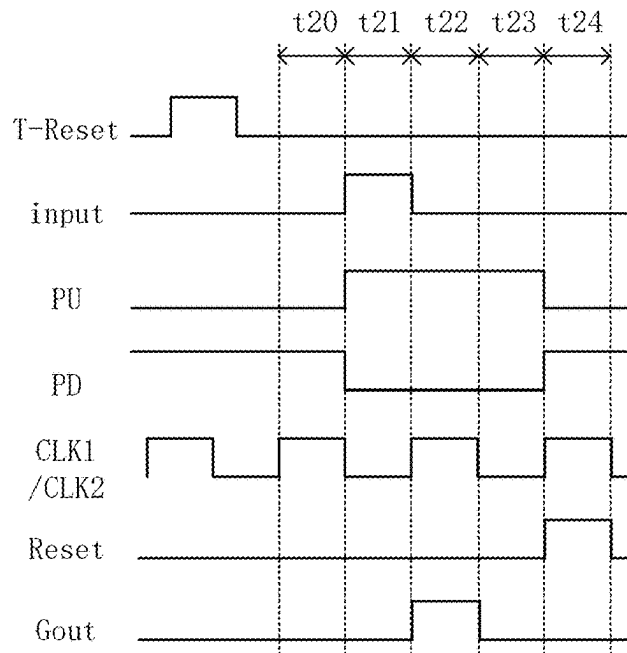 t20 t21 t22 t23 t24
T-Reset
input
PU
PD
CLK1
/CLK2
Reset
Gout